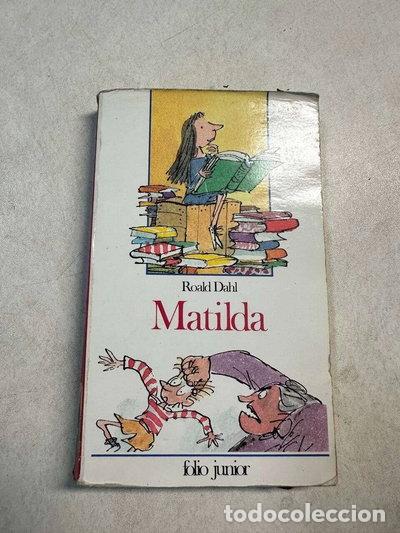 Roald Dahl
Matilda
folio junior
todocoleccion